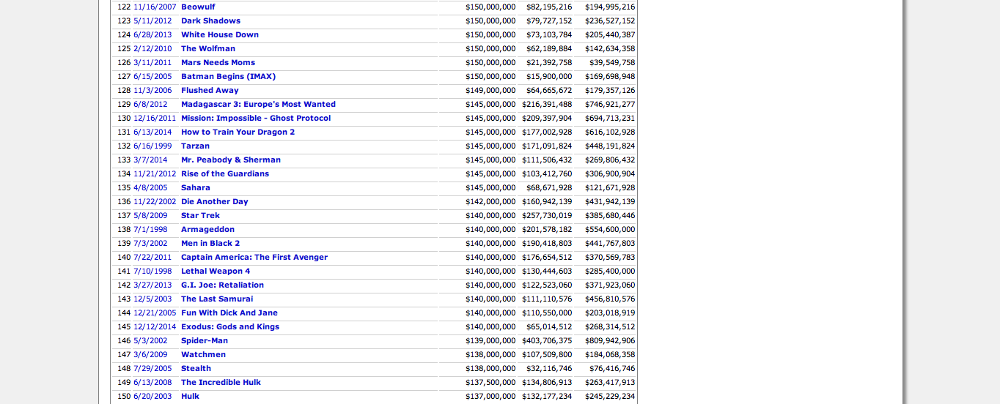 122 11/16/2007 Beowulf $150,000,000 $82,195,216 $194,995,216
123 5/11/2012 Dark Shadows $150,000,000 $79,727,152 $236,527,152
124 6/28/2013 White House Down $150,000,000 $73,103,784 $205,440,387
125 2/12/2010 The Wolfman $150,000,000 $62,189,884 $142,634,358
126 3/11/2011 Mars Needs Moms $150,000,000 $21,392,758 $39,549,758
127 6/15/2005 Batman Begins (IMAX) $150,000,000 $15,900,000 $169,698,948
128 11/3/2006 Flushed Away $149,000,000 $64,665,672 $179,357,126
129 6/8/2012 Madagascar 3: Europe's Most Wanted $145,000,000 $216,391,488 $746,921,277
130 12/16/2011 Mission: Impossible - Ghost Protocol $145,000,000 $209,397,904 $694,713,231
131 6/13/2014 How to Train Your Dragon 2 $145,000,000 $177,002,928 $616,102,928
132 6/16/1999 Tarzan $145,000,000 $171,091,824 $448,191,824
133 3/7/2014 Mr. Peabody & Sherman $145,000,000 $111,506,432 $269,806,432
134 11/21/2012 Rise of the Guardians $145,000,000 $103,412,760 $306,900,904
135 4/8/2005 Sahara $145,000,000 $68,671,928 $121,671,928
136 11/22/2002 Die Another Day $142,000,000 $160,942,139 $431,942,139
137 5/8/2009 Star Trek $140,000,000 $257,730,019 $385,680,446
138 7/1/1998 Armageddon $140,000,000 $201,578,182 $554,600,000
139 7/3/2002 Men in Black 2 $140,000,000 $190,418,803 $441,767,803
140 7/22/2011 Captain America: The First Avenger $140,000,000 $176,654,512 $370,569,783
141 7/10/1998 Lethal Weapon 4 $140,000,000 $130,444,603 $285,400,000
142 3/27/2013 G.I. Joe: Retaliation $140,000,000 $122,523,060 $371,923,060
143 12/5/2003 The Last Samurai $140,000,000 $111,110,576 $456,810,576
144 12/21/2005 Fun With Dick And Jane $140,000,000 $110,550,000 $203,018,919
145 12/12/2014 Exodus: Gods and Kings $140,000,000 $65,014,512 $268,314,512
146 5/3/2002 Spider-Man $139,000,000 $403,706,375 $809,942,906
147 3/6/2009 Watchmen $138,000,000 $107,509,800 $184,068,358
148 7/29/2005 Stealth $138,000,000 $32,116,746 $76,416,746
149 6/13/2008 The Incredible Hulk $137,500,000 $134,806,913 $263,417,913
150 6/20/2003 Hulk $137,000,000 $132,177,234 $245,229,234